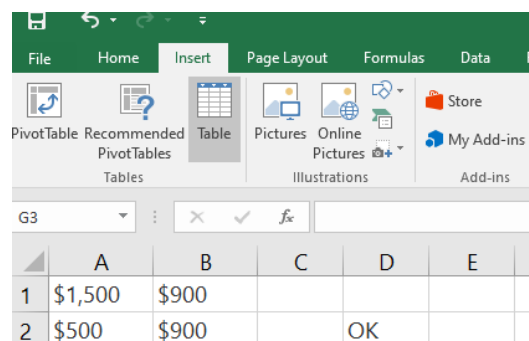 File Home Insert Page Layout Formulas Data
PivotTable Recommended PivotTables Table Pictures Online Pictures Store
My Add-ins
Tables Illustrations Add-ins
G3 fx
A B C D E
1 $1,500 $900
2 $500 $900 OK